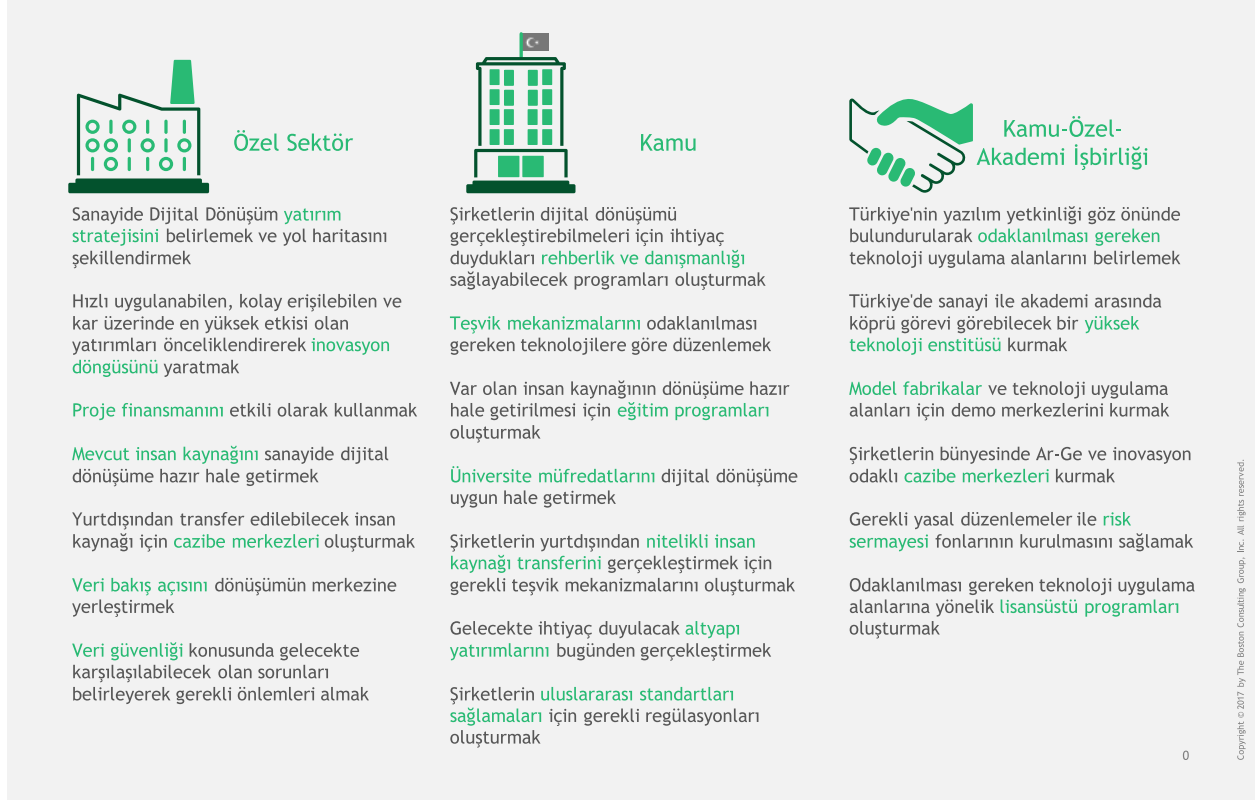 Özel Sektör
Sanayide Dijital Dönüşüm yatırım
stratejisini belirlemek ve yol haritasını
şekillendirmek
Hızlı uygulanabilen, kolay erişilebilen ve
kar üzerinde en yüksek etkisi olan
yatırımları önceliklendirerek inovasyon
döngüsünü yaratmak
Proje finansmanını etkili olarak kullanmak
Mevcut insan kaynağını sanayide dijital
dönüşüme hazır hale getirmek
Yurtdışından transfer edilebilecek insan
kaynağı için cazibe merkezleri oluşturmak
Veri bakış açısını dönüşümün merkezine
yerleştirmek
Veri güvenliği konusunda gelecekte
karşılaşılabilecek olan sorunları
belirleyerek gerekli önlemleri almak
Kamu
Şirketlerin dijital dönüşümü
gerçekleştirebilmeleri için ihtiyaç
duydukları rehberlik ve danışmanlığı
sağlayabilecek programları oluşturmak
Teşvik mekanizmalarını odaklanılması
gereken teknolojilere göre düzenlemek
Var olan insan kaynağının dönüşüme hazır
hale getirilmesi için eğitim programları
oluşturmak
Üniversite müfredatlarını dijital dönüşüme
uygun hale getirmek
Şirketlerin yurtdışından nitelikli insan
kaynağı transferini gerçekleştirmek için
gerekli teşvik mekanizmalarını oluşturmak
Gelecekte ihtiyaç duyulacak altyapı
yatırımlarını bugünden gerçekleştirmek
Şirketlerin uluslararası standartları
sağlamaları için gerekli regülasyonları
oluşturmak
Kamu-Özel-
Akademi İşbirliği
Türkiye'nin yazılım yetkinliği göz önünde
bulundurularak odaklanılması gereken
teknoloji uygulama alanlarını belirlemek
Türkiye'de sanayi ile akademi arasında
köprü görevi görebilecek bir yüksek
teknoloji enstitüsü kurmak
Model fabrikalar ve teknoloji uygulama
alanları için demo merkezlerini kurmak
Şirketlerin bünyesinde Ar-Ge ve inovasyon
odaklı cazibe merkezleri kurmak
Gerekli yasal düzenlemeler ile risk
sermayesi fonlarının kurulmasını sağlamak
Odaklanılması gereken teknoloji uygulama
alanlarına yönelik lisansüstü programları
oluşturmak
0
Copyright © 2017 by The Boston Consulting Group, Inc. All rights reserved.